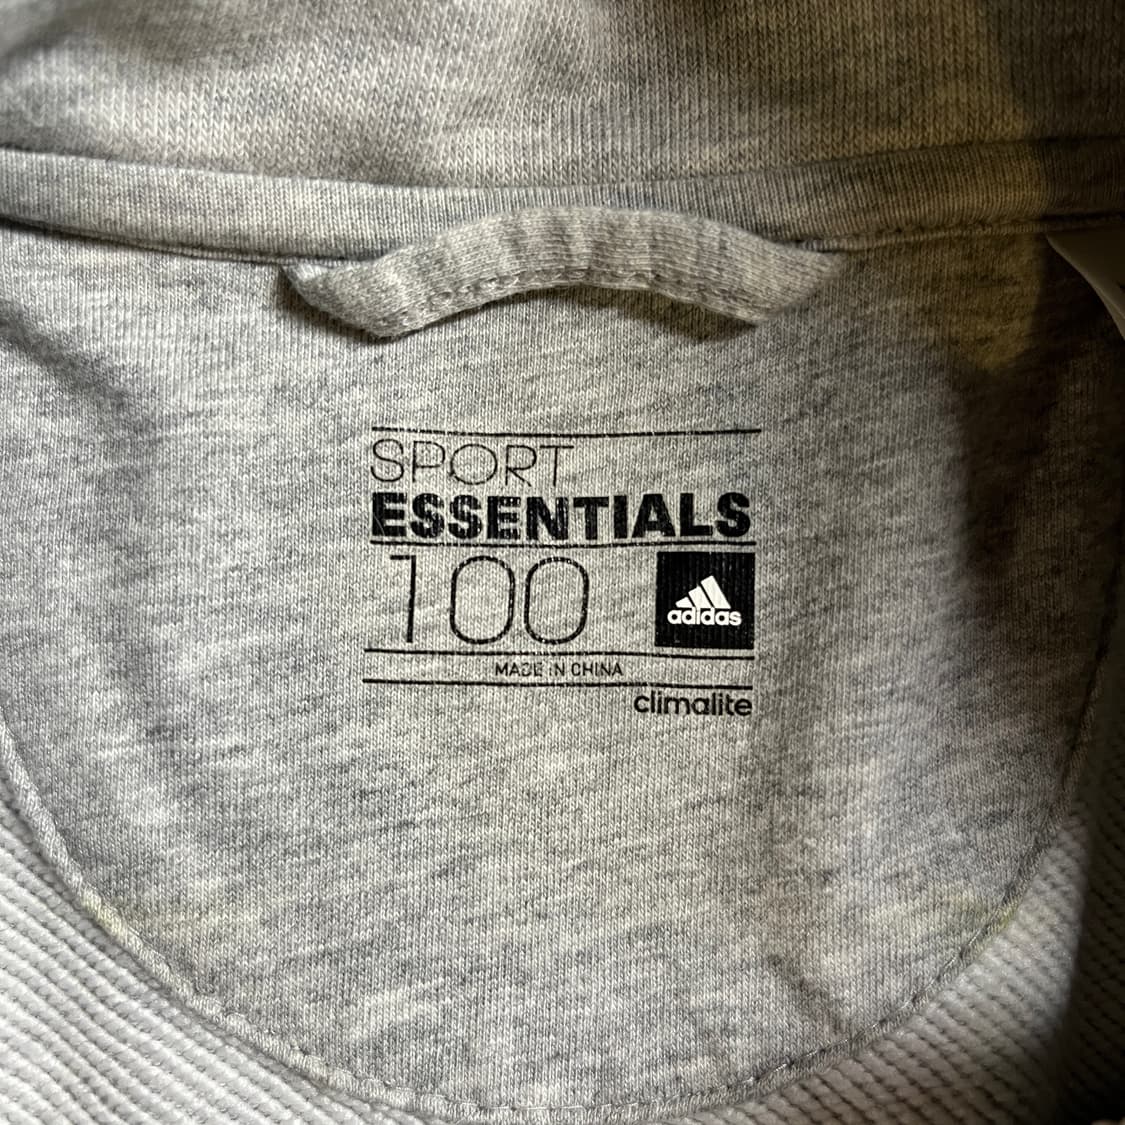 SPORT
ESSENTIALS
100
adidas
MADE IN CHINA
climalite